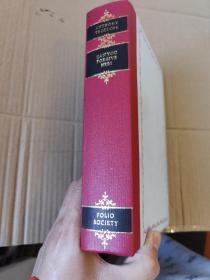 ANTHONY
TROLLOPE
CAN YOU
FORGIVE
HER?
FOLIO
SOCIETY